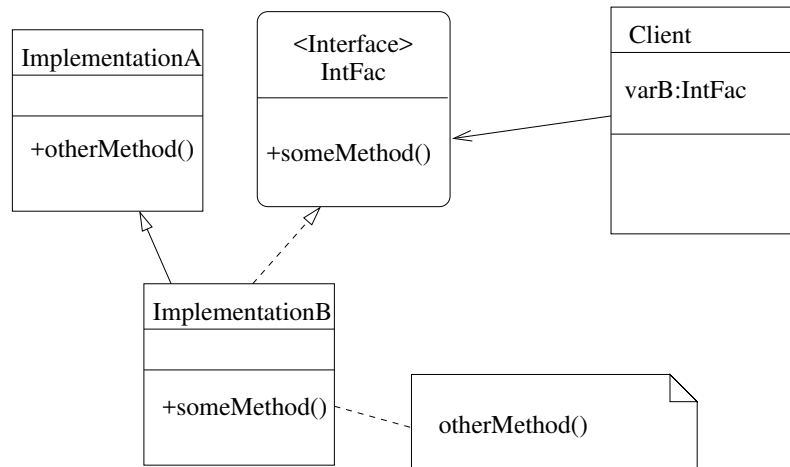 ImplementationA
+otherMethod()
<Interface>
IntFac
+someMethod()
Client
varB:IntFac
ImplementationB
+someMethod()
otherMethod()